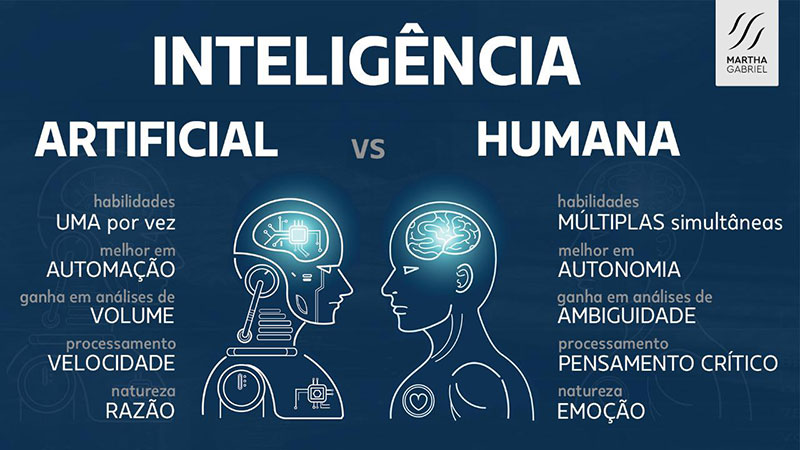 INTELIGÊNCIA
MARTHA
GABRIEL
ARTIFICIAL
vs
HUMANA
habilidades
UMA por vez
melhor em
AUTOMAÇÃO
ganha em análises de
VOLUME
processamento
VELOCIDADE
natureza
RAZÃO
habilidades
MÚLTIPLAS simultâneas
melhor em
AUTONOMIA
ganha em análises de
AMBIGUIDADE
processamento
PENSAMENTO CRÍTICO
natureza
EMOÇÃO